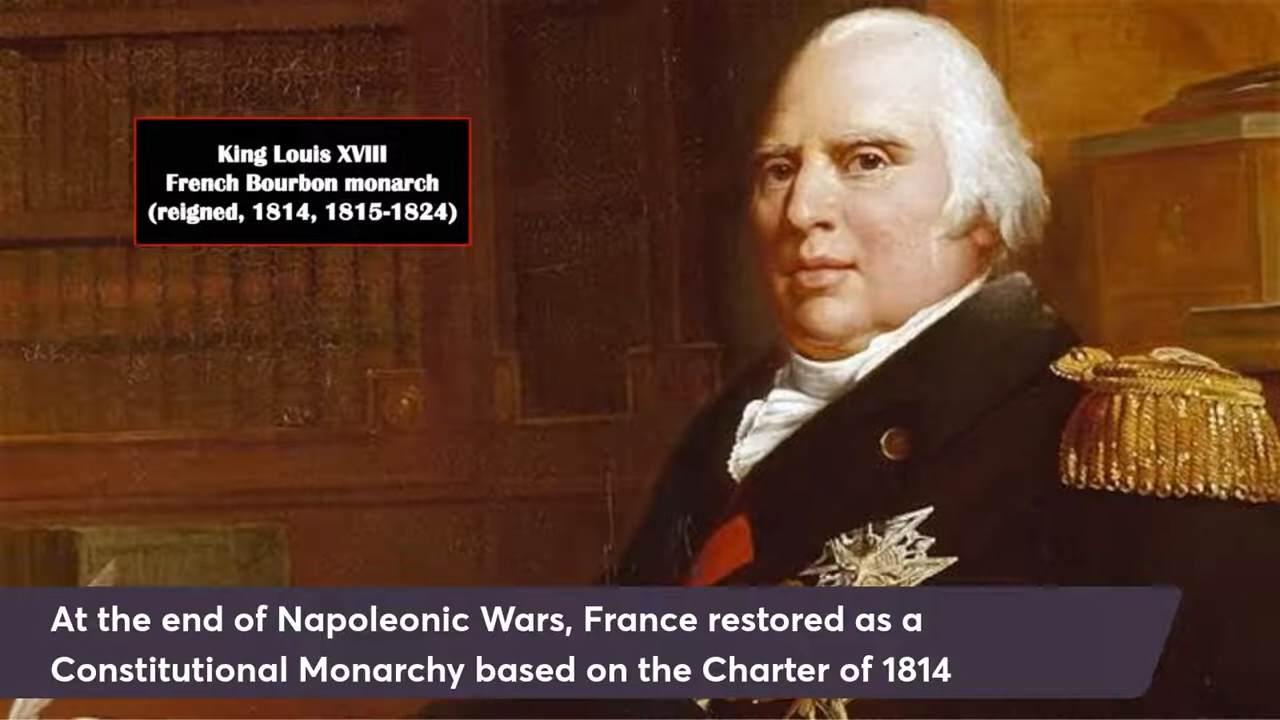 King Louis XVIII
French Bourbon monarch
(reigned, 1814, 1815-1824)
At the end of Napoleonic Wars, France restored as a
Constitutional Monarchy based on the Charter of 1814